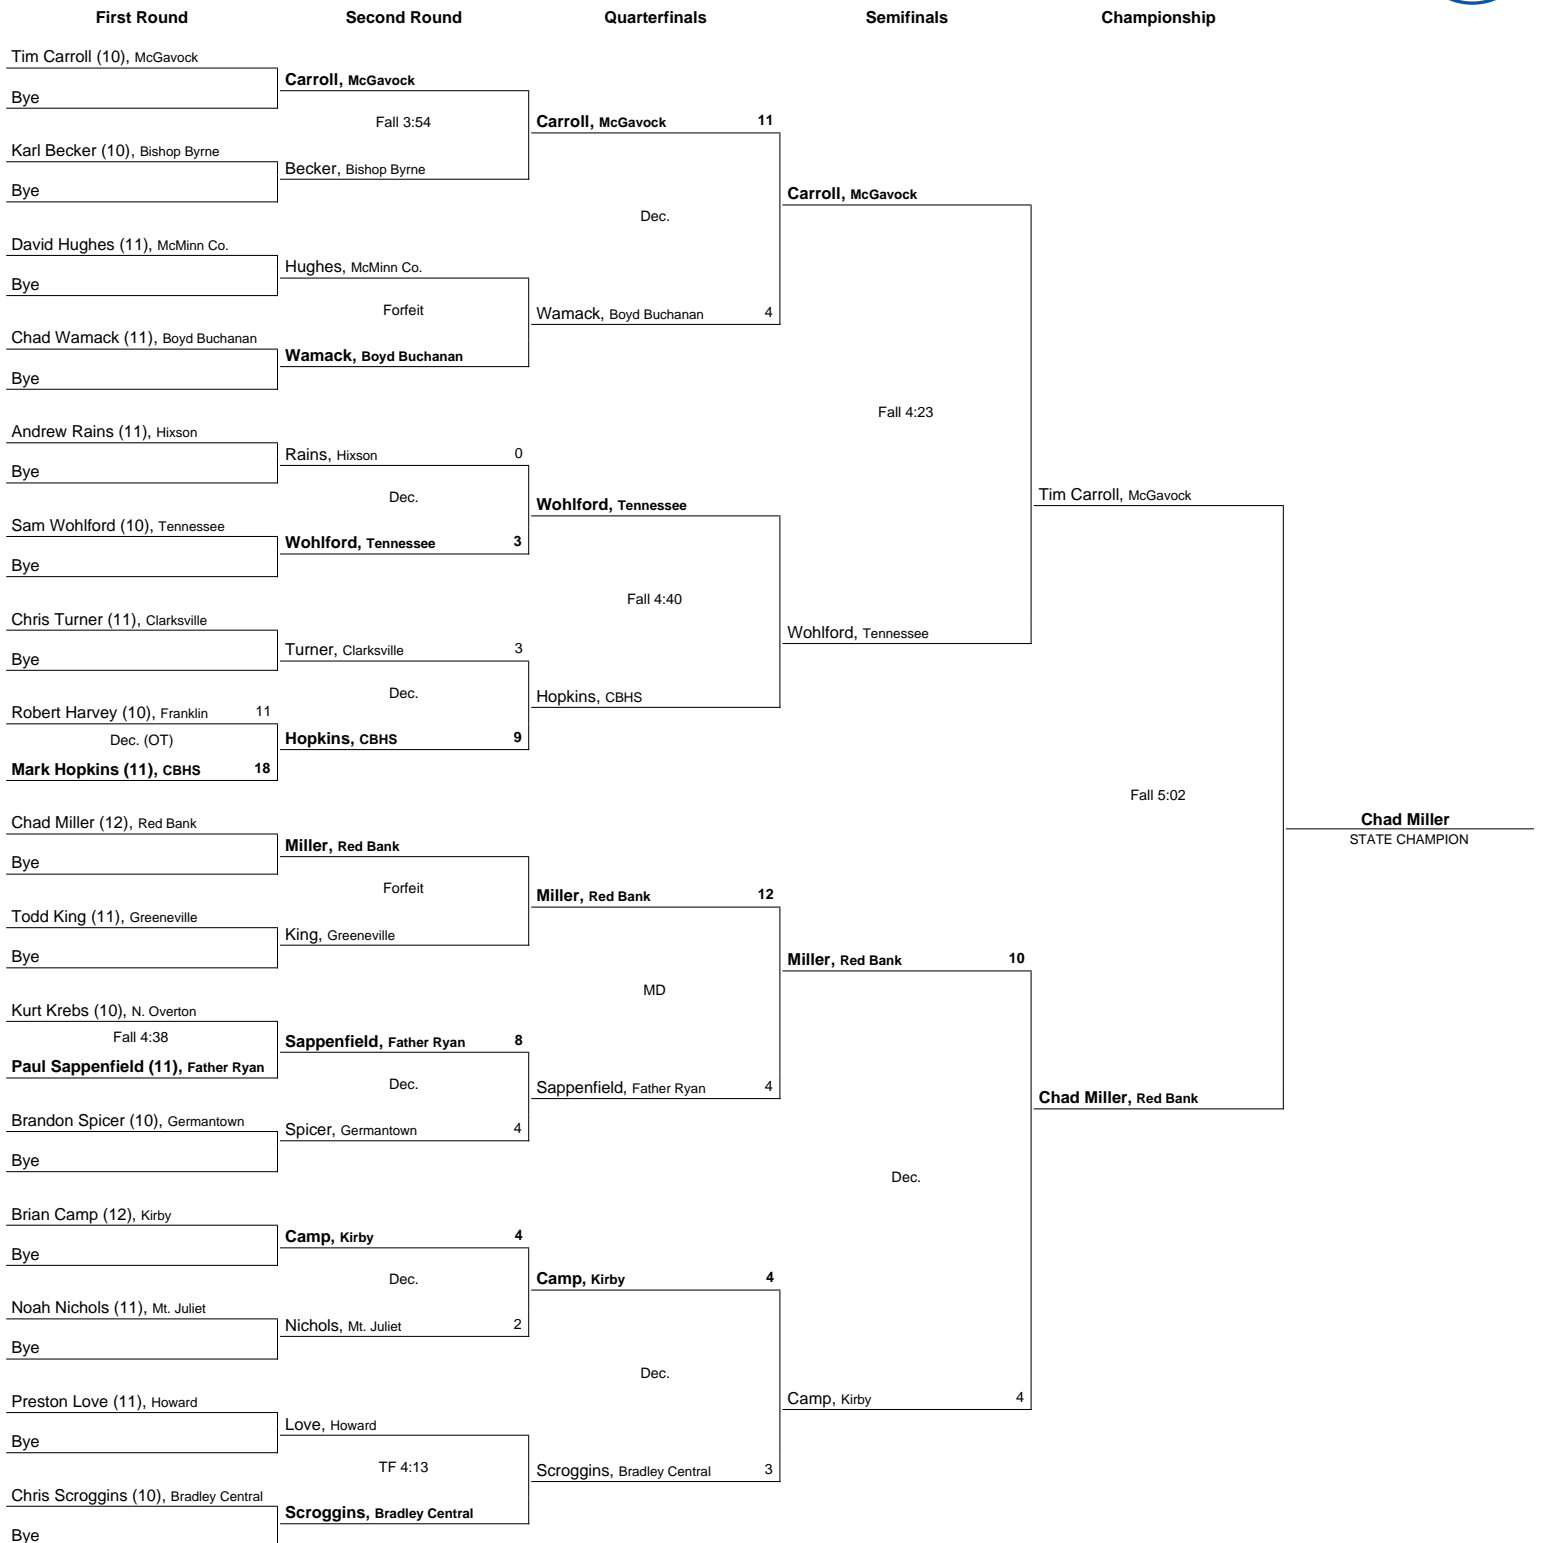 First Round Second Round Quarterfinals Semifinals Championship
Tim Carroll (10), McGavock
Bye
Karl Becker (10), Bishop Byrne
Bye
David Hughes (11), McMinn Co.
Bye
Chad Wamack (11), Boyd Buchanan
Bye
Andrew Rains (11), Hixson
Bye
Sam Wohlford (10), Tennessee
Bye
Chris Turner (11), Clarksville
Bye
Robert Harvey (10), Franklin 11
Dec. (OT)
Mark Hopkins (11), CBHS 18
Chad Miller (12), Red Bank
Bye
Todd King (11), Greeneville
Bye
Kurt Krebs (10), N. Overton
Fall 4:38
Paul Sappenfield (11), Father Ryan
Brandon Spicer (10), Germantown
Bye
Brian Camp (12), Kirby
Bye
Noah Nichols (11), Mt. Juliet
Bye
Preston Love (11), Howard
Bye
Chris Scroggins (10), Bradley Central
Bye
Carroll, McGavock
Fall 3:54
Becker, Bishop Byrne
Hughes, McMinn Co.
Forfeit
Wamack, Boyd Buchanan
Rains, Hixson 0
Dec.
Wohlford, Tennessee 3
Turner, Clarksville 3
Dec.
Hopkins, CBHS 9
Miller, Red Bank
Forfeit
King, Greeneville
Sappenfield, Father Ryan 8
Dec.
Spicer, Germantown 4
Camp, Kirby 4
Dec.
Nichols, Mt. Juliet 2
Love, Howard
TF 4:13
Scroggins, Bradley Central
Carroll, McGavock 11
Dec.
Wamack, Boyd Buchanan 4
Wohlford, Tennessee
Fall 4:40
Hopkins, CBHS
Miller, Red Bank 12
MD
Sappenfield, Father Ryan 4
Camp, Kirby 4
Dec.
Scroggins, Bradley Central 3
Carroll, McGavock
Fall 4:23
Wohlford, Tennessee
Miller, Red Bank 10
Dec.
Camp, Kirby 4
Tim Carroll, McGavock
Fall 5:02
Chad Miller, Red Bank
Chad Miller
STATE CHAMPION